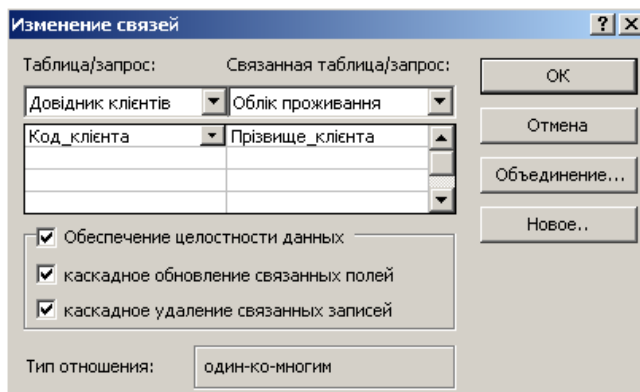 Изменение связей
Таблица/запрос: Связанная таблица/запрос:
Довідник клієнтів Облік проживання
Код_клієнта Прізвище_клієнта
Обеспечение целостности данных
каскадное обновление связанных полей
каскадное удаление связанных записей
Тип отношения: один-ко-многим
ОК
Отмена
Объединение...
Новое..